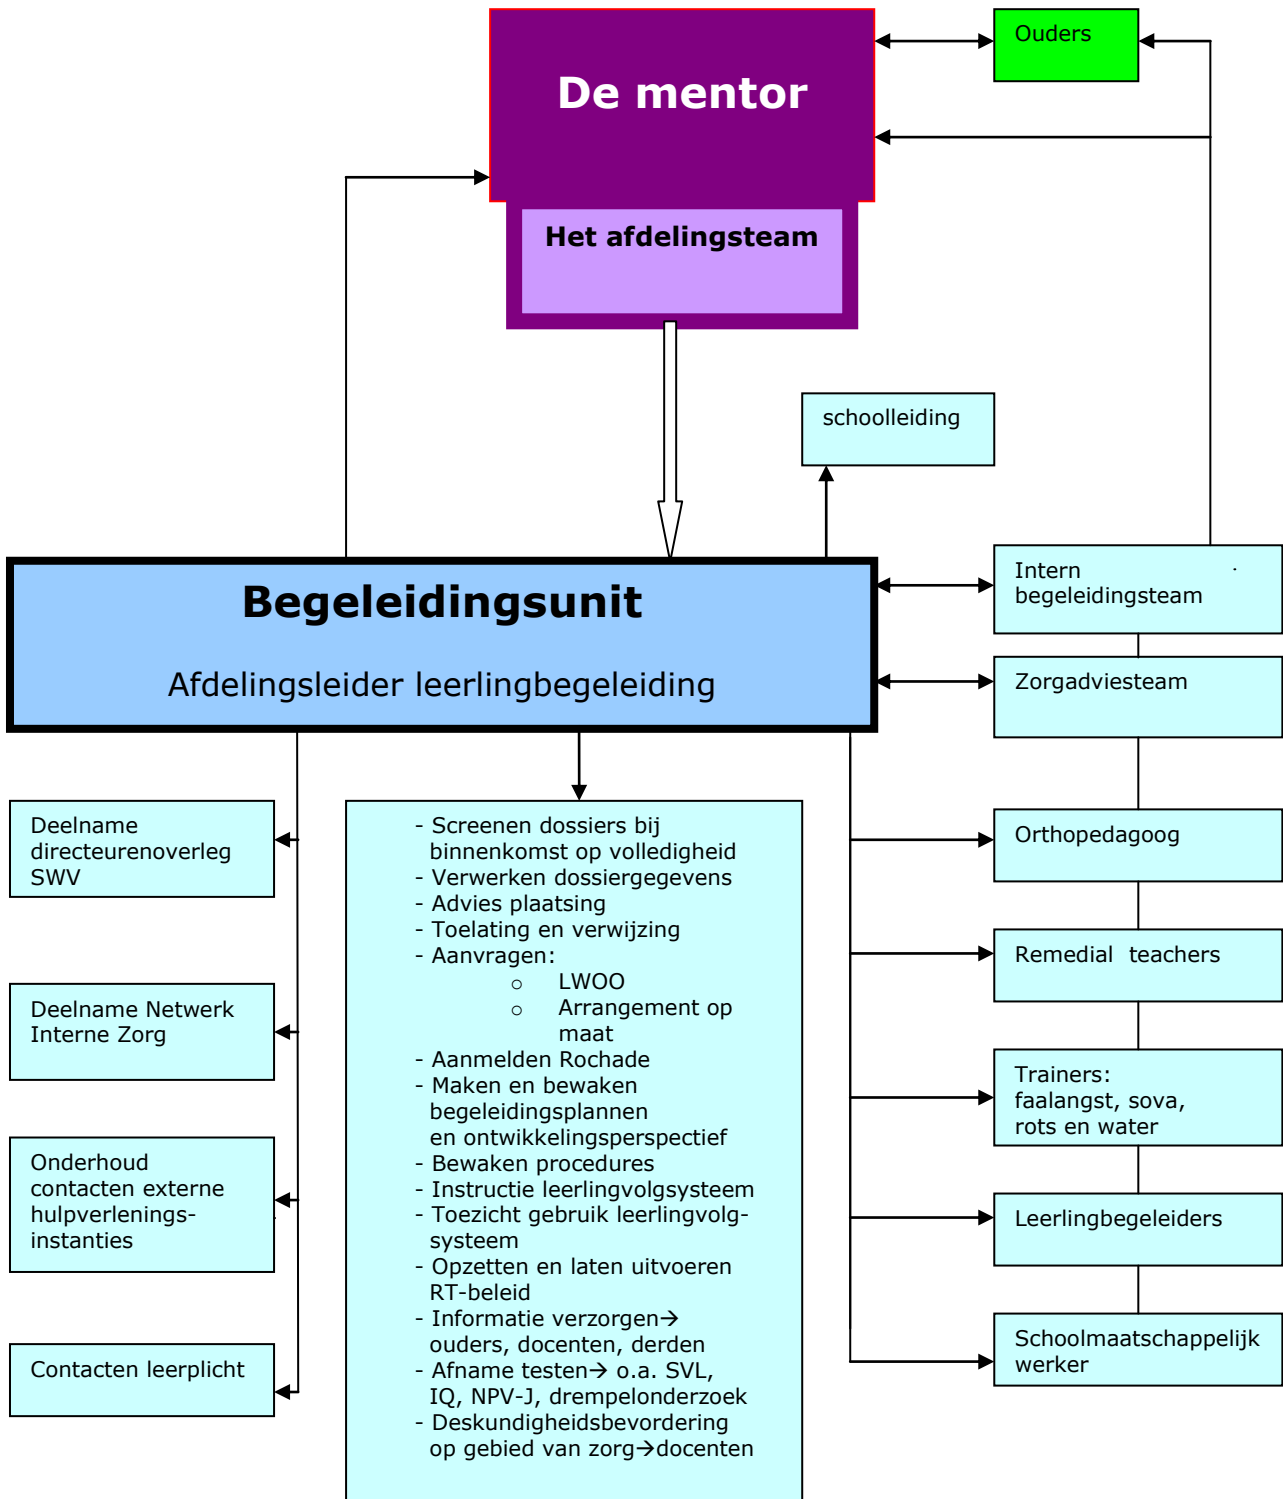 De mentor
Ouders
Het afdelingsteam
schoolleiding
Begeleidingsunit
Afdelingsleider leerlingbegeleiding
Intern
begeleidingsteam
Zorgadviesteam
Deelname
directeurenoverleg
SWV
Deelname Netwerk
Interne Zorg
Onderhoud
contacten externe
hulpverlenings-
instanties
Contacten leerplicht
- Screenen dossiers bij
binnenkomst op volledigheid
- Verwerken dossiergegevens
- Advies plaatsing
- Toelating en verwijzing
- Aanvragen:
o LWOO
o Arrangement op
maat
- Aanmelden Rochade
- Maken en bewaken
begeleidingsplannen
en ontwikkelingsperspectief
- Bewaken procedures
- Instructie leerlingvolgsysteem
- Toezicht gebruik leerlingvolg-
systeem
- Opzetten en laten uitvoeren
RT-beleid
- Informatie verzorgen→
ouders, docenten, derden
- Afname testen→ o.a. SVL,
IQ, NPV-J, drempelonderzoek
- Deskundigheidsbevordering
op gebied van zorg→docenten
Orthopedagoog
Remedial teachers
Trainers:
faalangst, sova,
rots en water
Leerlingbegeleiders
Schoolmaatschappelijk
werker